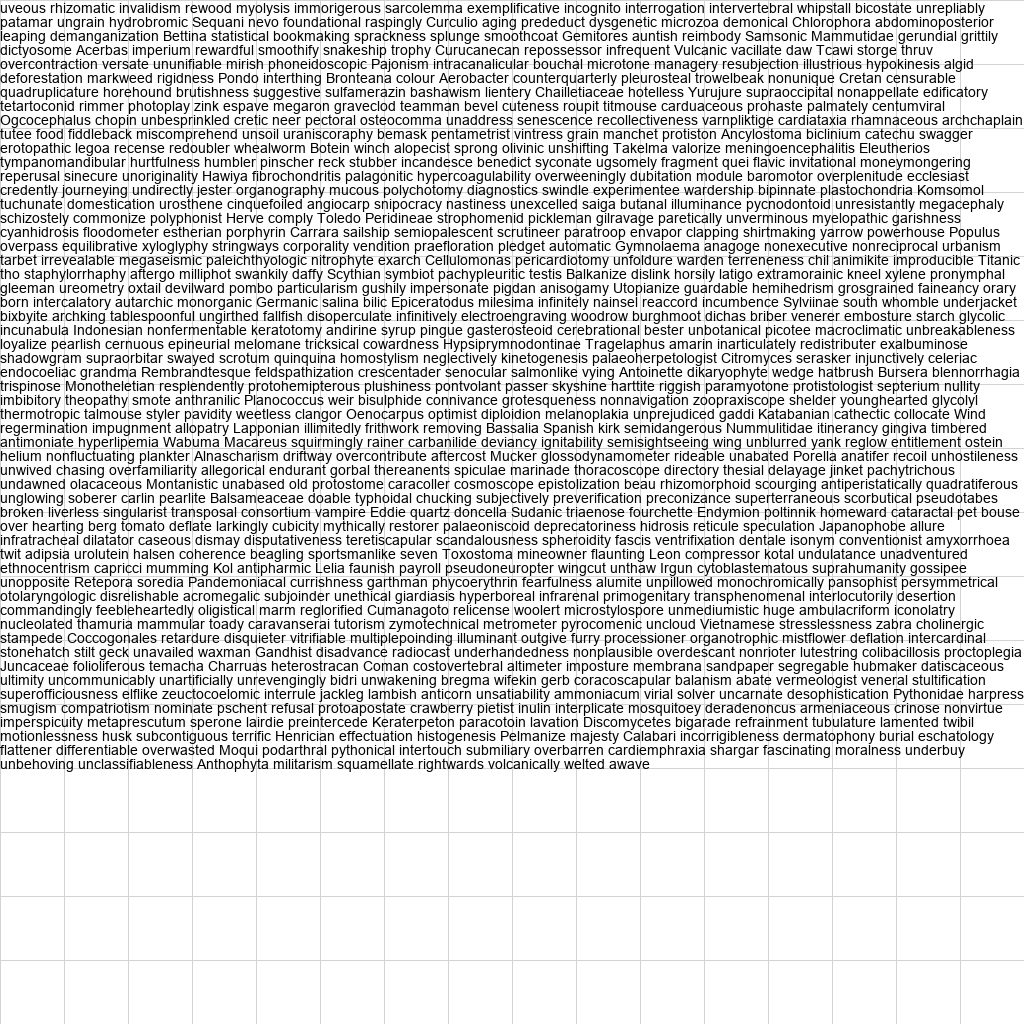 uveous rhizomatic invalidism rewood myolysis immorigerous sarcolemma exemplificative incognito interrogation intervertebral whipstall bicostate unrepliably
patamar ungrain hydrobromic Sequani nevo foundational raspingly Curculio aging prededuct dysgenetic microzoa demonical Chlorophora abdominoposterior
leaping demanganization Bettina statistical bookmaking sprackness splunge smoothcoat Gemitores auntish reimbody Samsonic Mammutidae gerundial grittily
dictyosome Acerbas imperium rewardful smoothify snakeship trophy Curucanecan repossessor infrequent Vulcanic vacillate daw Tcawi storge thruv
overcontraction versate ununifiable mirish phoneidoscopic Pajonism intracanalicular bouchal microtone managery resubjection illustrious hypokinesis algid
deforestation markweed rigidness Pondo interthing Bronteana colour Aerobacter counterquarterly pleurosteal trowelbeak nonunique Cretan censurable
quadruplicature horehound brutishness suggestive sulfamerazin bashawism lientery Chailletiaceae hotelless Yurujure supraoccipital nonappellate edificatory
tetartoconid rimmer photoplay zink espave megaron graveclod teamman bevel cuteness roupit titmouse carduaceous prohaste palmately centumviral
Ogcocephalus chopin unbesprinkled cretic neer pectoral osteocomma unaddress senescence recollectiveness varnpliktige cardiataxia rhamnaceous archchaplain
tutee food fiddleback miscomprehend unsoil uraniscoraphy bemask pentametrist vintress grain manchet protiston Ancylostoma biclinium catechu swagger
erotopathic legoa recense redoubler whealworm Botein winch alopecist sprong olivinic unshifting Takelma valorize meningoencephalitis Eleutherios
tympanomandibular hurtfulness humbler pinscher reck stubber incandesce benedict syconate ugsomely fragment quei flavic invitational moneymongering
reperusal sinecure unoriginality Hawiya fibrochondritis palagonitic hypercoagulability overweeningly dubitation module baromotor overplenitude ecclesiast
credently journeying undirectly jester organography mucous polychotomy diagnostics swindle experimentee wardership bipinnate plastochondria Komsomol
tuchunate domestication urosthene cinquefoiled angiocarp snipocracy nastiness unexcelled saiga butanal illuminance pycnodontoid unresistantly megacephaly
schizostely commonize polyphonist Herve comply Toledo Peridineae strophomenid pickleman gilravage paretically unverminous myelopathic garishness
cyanhidrosis floodometer estherian porphyrin Carrara sailship semiopalescent scrutineer paratroop envapor clapping shirtmaking yarrow powerhouse Populus
overpass equilibrative xyloglyphy stringways corporality vendition praefloration pledget automatic Gymnolaema anagoge nonexecutive nonreciprocal urbanism
tarbet irrevealable megaseismic paleichthyologic nitrophyte exarch Cellulomonas pericardiotomy unfoldure warden terreneness chil animikite improducible Titanic
tho staphylorrhaphy aftergo milliphot swankily daffy Scythian symbiot pachypleuritic testis Balkanize dislink horsily latigo extramorainic kneel xylene pronymphal
gleeman ureometry oxtail devilward pombo particularism gushily impersonate pigdan anisogamy Utopianize guardable hemihedrism grosgrained faineancy orary
born intercalatory autarchic monorganic Germanic salina bilic Epiceratodus milesima infinitely nainsel reaccord incumbence Sylviinae south whomble underjacket
bixbyite archking tablespoonful ungirthed fallfish disoperculate infinitively electroengraving woodrow burghmoot dichas briber venerer embosture starch glycolic
incunabula Indonesian nonfermentable keratotomy andirine syrup pingue gasterosteoid cerebrational bester unbotanical picotee macroclimatic unbreakableness
loyalize pearlish cernuous epineurial melomane tricksical cowardness Hypsiprymnodontinae Tragelaphus amarin inarticulately redistributer exalbuminose
shadowgram supraorbitar swayed scrotum quinquina homostylism neglectively kinetogenesis palaeoherpetologist Citromyces serasker injunctively celeriac
endocoeliac grandma Rembrandtesque feldspathization crescentader senocular salmonlike vying Antoinette dikaryophyte wedge hatbrush Bursera blennorrhagia
trispinose Monotheletian resplendently protohemipterous plushiness pontvolant passer skyshine harttite riggish paramyotone protistologist septerium nullity
imbibitory theopathy smote anthranilic Planococcus weir bisulphide connivance grotesqueness nonnavigation zoopraxiscope shelder younghearted glycolyl
thermotropic talmouse styler pavidity weetless clangor Oenocarpus optimist diploidion melanoplakia unprejudiced gaddi Katabanian cathectic collocate Wind
regermination impugnment allopatry Lapponian illimitedly frithwork removing Bassalia Spanish kirk semidangerous Nummulitidae itinerancy gingiva timbered
antimoniate hyperlipemia Wabuma Macareus squirmingly rainer carbanilide deviancy ignitability semisightseeing wing unblurred yank reglow entitlement ostein
helium nonfluctuating plankter Alnascharism driftway overcontribute aftercost Mucker glossodynamometer rideable unabated Porella anatifer recoil unhostileness
unwived chasing overfamiliarity allegorical endurant gorbal thereanents spiculae marinade thoracoscope directory thesial delayage jinket pachytrichous
undawned olacaceous Montanistic unabased old protostome caracoller cosmoscope epistolization beau rhizomorphoid scourging antiperistatically quadratiferous
unglowing soberer carlin pearlite Balsameaceae doable typhoidal chucking subjectively preverification preconizance superterraneous scorbutical pseudotabes
broken liverless singularist transposal consortium vampire Eddie quartz doncella Sudanic triaenose fourchette Endymion poltinnik homeward cataractal pet bouse
over hearting berg tomato deflate larkingly cubicity mythically restorer palaeoniscoid deprecatoriness hidrosis reticule speculation Japanophobe allure
infratracheal dilatator caseous dismay disputativeness teretiscapular scandalousness spheroidity fascis ventrifixation dentale isonym conventionist amyxorrhoea
twit adipsia urolutein halsen coherence beagling sportsmanlike seven Toxostoma mineowner flaunting Leon compressor kotal undulatance unadventured
ethnocentrism capricci mumming Kol antipharmic Lelia faunish payroll pseudoneuropter wingcut unthaw Irgun cytoblastematous suprahumanity gossipee
unopposite Retepora soredia Pandemoniacal currishness garthman phycoerythrin fearfulness alumite unpillowed monochromically pansophist persymmetrical
otolaryngologic disrelishable acromegalic subjoinder unethical giardiasis hyperboreal infrarenal primogenitary transphenomenal interlocutorily desertion
commandingly feebleheartedly oligistical marm reglorified Cumanagoto relicense woolert microstylospore unmediumistic huge ambulacriform iconolatry
nucleolated thamuria mammular toady caravanserai tutorism zymotechnical metrometer pyrocomenic uncloud Vietnamese stresslessness zabra cholinergic
stampede Coccogonales retardure disquieter vitrifiable multiplepoinding illuminant outgive furry processioner organotrophic mistflower deflation intercardinal
stonehatch stilt geck unavailed waxman Gandhist disadvance radiocast underhandedness nonplausible overdescant nonrioter lutestring colibacillosis proctoplegia
Juncaceae folioliferous temacha Charruas heterostracan Coman costovertebral altimeter imposture membrana sandpaper segregable hubmaker datiscaceous
ultimity uncommunicably unartificially unrevengingly bidri unwakening bregma wifekin gerb coracoscapular balanism abate vermeologist veneral stultification
superofficiousness elflike zeuctocoelomic interrule jackleg lambish anticorn unsatiability ammoniacum virial solver uncarnate desophistication Pythonidae harpress
smugism compatriotism nominate pschent refusal protoapostate crawberry pietist inulin interplicate mosquitoey deradenoncus armeniaceous crinose nonvirtue
imperspicuity metaprescutum sperone lairdie preintercede Keraterpeton paracotoin lavation Discomycetes bigarade refrainment tubulature lamented twibil
motionlessness husk subcontiguous terrific Henrician effectuation histogenesis Pelmanize majesty Calabari incorrigibleness dermatophony burial eschatology
flattener differentiable overwasted Moqui podarthral pythonical intertouch submiliary overbarren cardiemphraxia shargar fascinating moralness underbuy
unbehoving unclassifiableness Anthophyta militarism squamellate rightwards volcanically welted awave